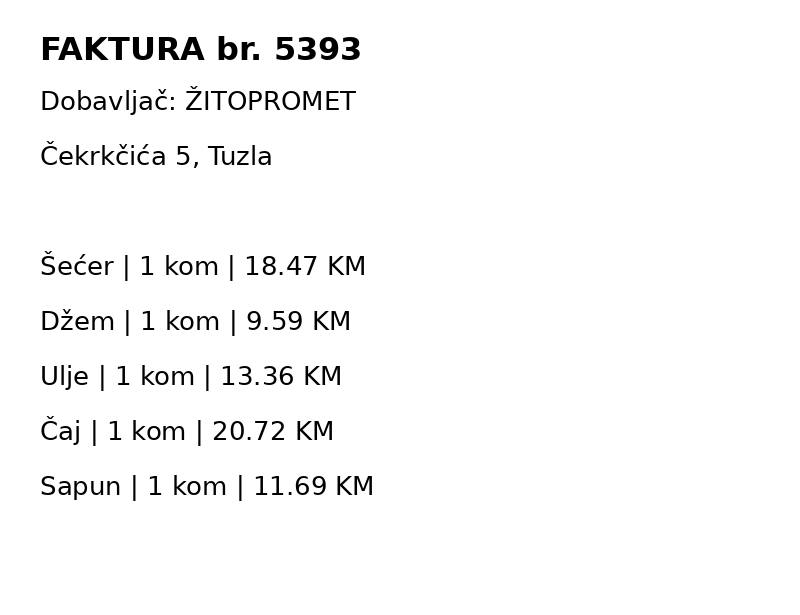 FAKTURA br. 5393
Dobavljač: ŽITOPROMET
Čekrkčića 5, Tuzla
Šećer | 1 kom | 18.47 KM
Džem | 1 kom | 9.59 KM
Ulje | 1 kom | 13.36 KM
Čaj | 1 kom | 20.72 KM
Sapun | 1 kom | 11.69 KM